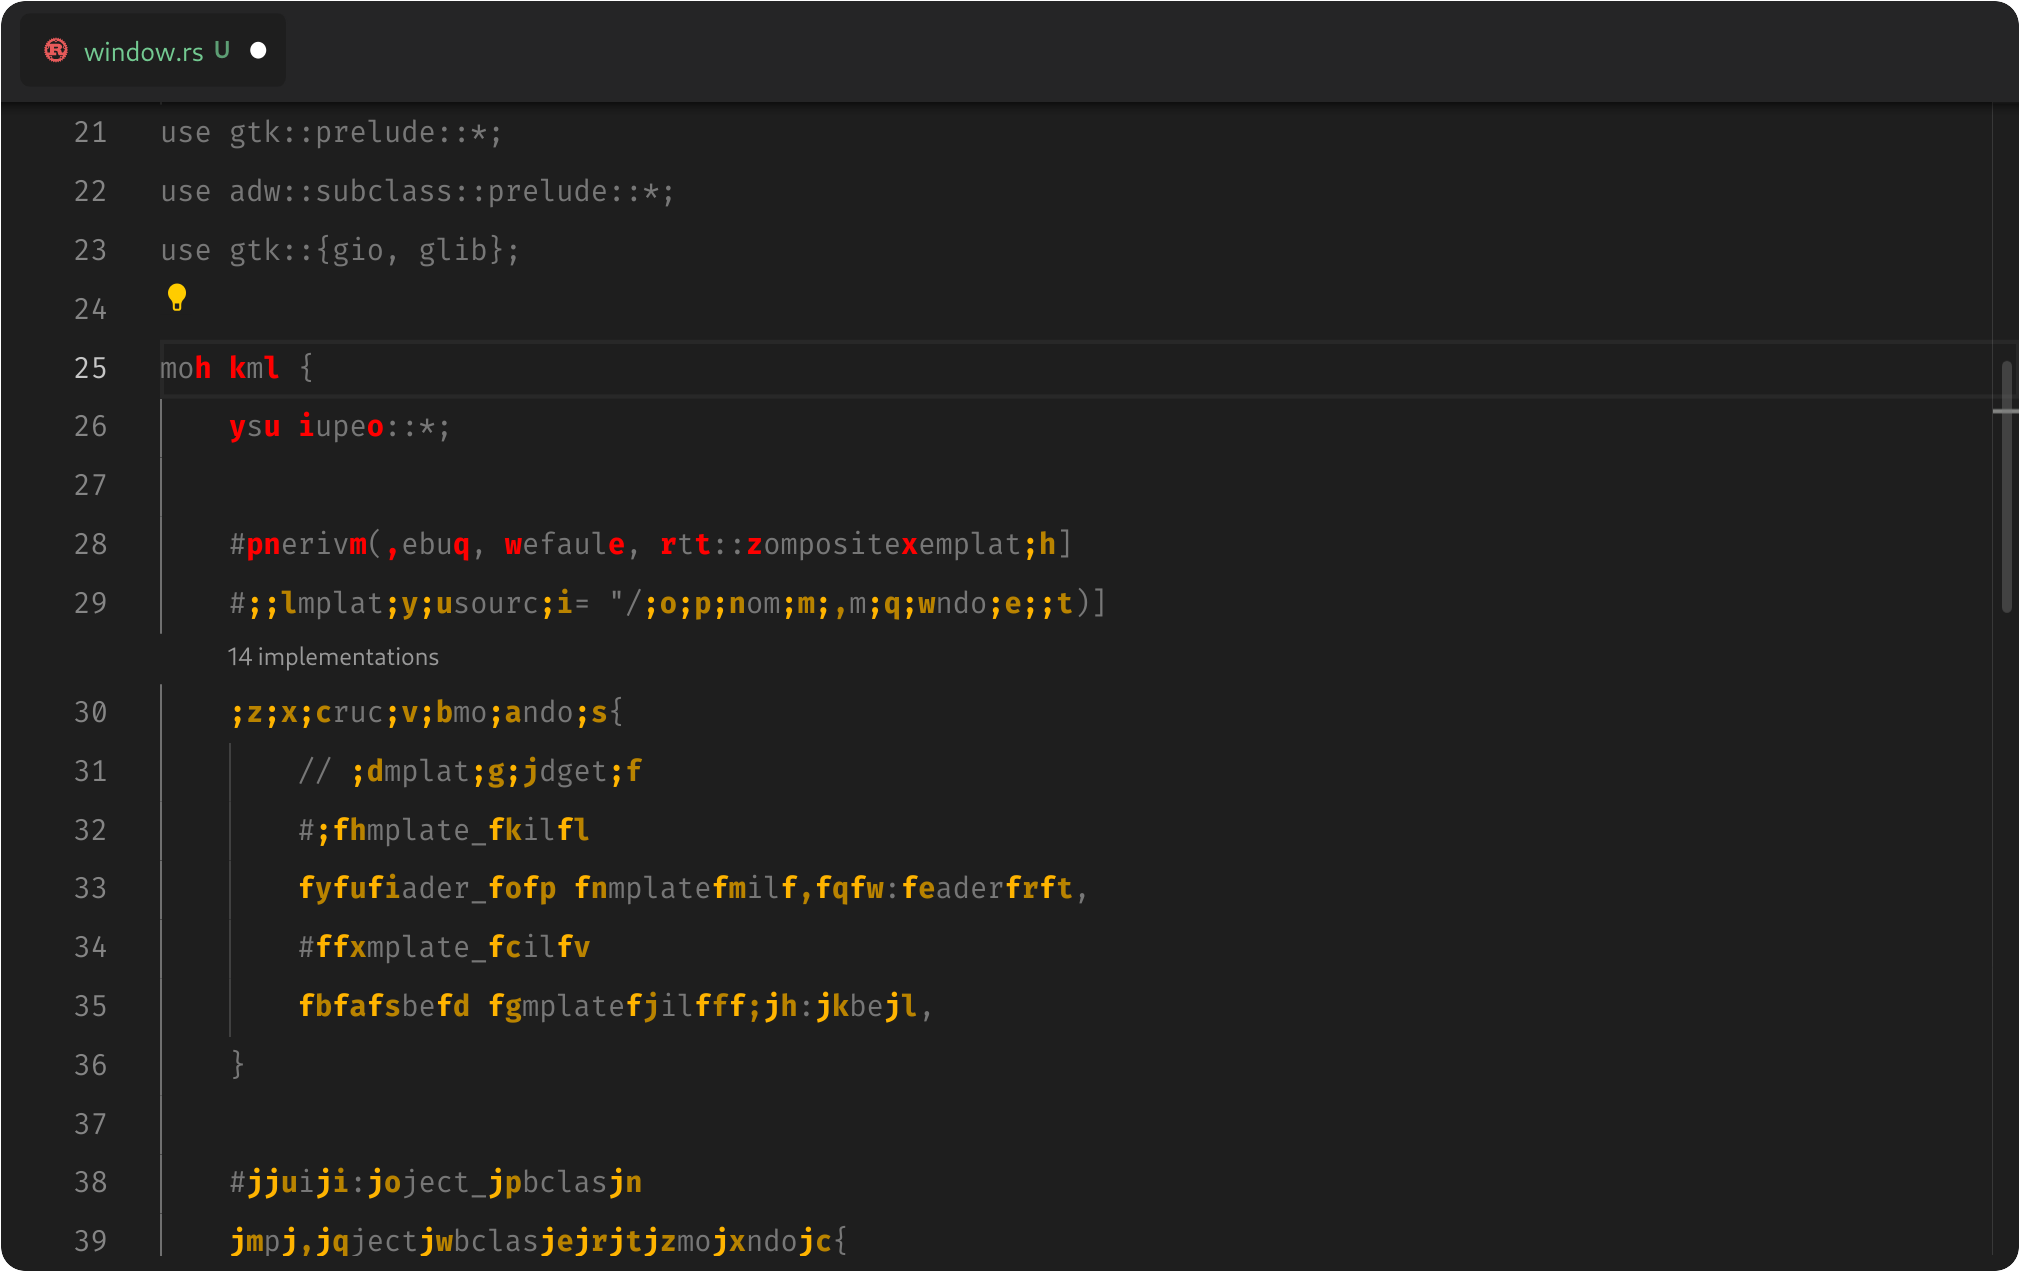 window.rs U
21 use gtk::prelude::*;
22 use adw::subclass::prelude::*;
23 use gtk::{gio, glib};
24
25 moh kml {
26 ysu iupeo::*;
27
28 #pnerivm(,ebuq, wefaule, rtt::zompositexemplat;h]
29 #;;lmplat;y;usourc;i= "/;o;p;nom;m;,m;q;wndo;e;;t)]
14 implementations
30 ;z;x;cruc;v;bmo;ando;s{
31 // ;dmplat;g;jdget;f
32 #;fhmplate_fkilfl
33 fyfufiader_fofp fnmplatefmilf,fqfw:feaderfrft,
34 #ffxmplate_fcilfv
35 fbfafsbefd fgmplatefjilfff;jh:jkbejl,
36 }
37
38 #jjuiji:joject_jpbclasjn
39 jmpj,jqjectjwbclasjejrjtjzmojxndojc{